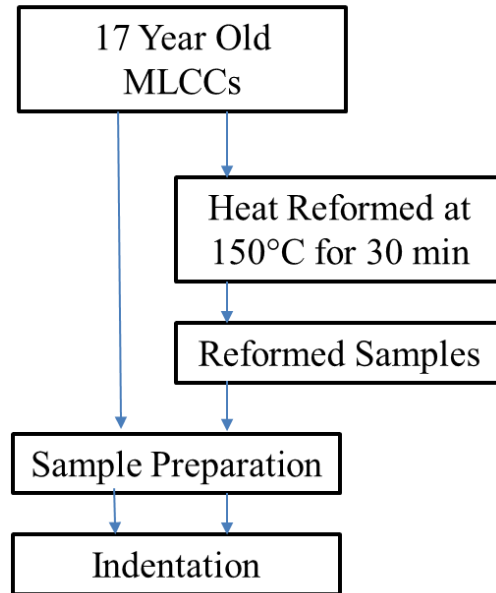 17 Year Old
MLCCs
Heat Reformed at
150°C for 30 min
Reformed Samples
Sample Preparation
Indentation